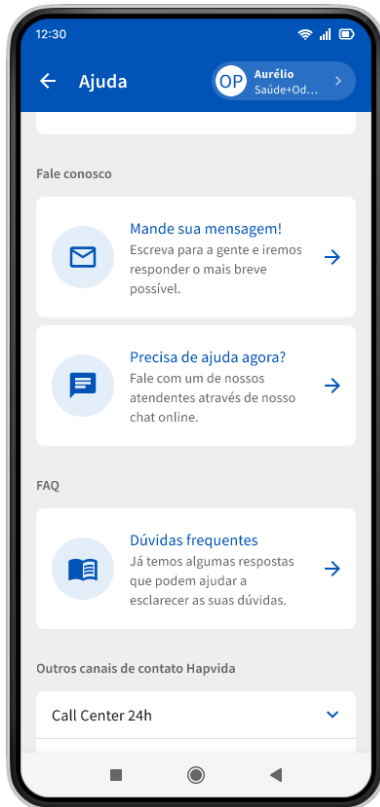 12:30
Ajuda
OP
Aurélio
Saúde+Od...
Fale conosco
Mande sua mensagem!
Escreva para a gente e iremos
responder o mais breve
possível.
Precisa de ajuda agora?
Fale com um de nossos
atendentes através de nosso
chat online.
FAQ
Dúvidas frequentes
Já temos algumas respostas
que podem ajudar a
esclarecer as suas dúvidas.
Outros canais de contato Hapvida
Call Center 24h